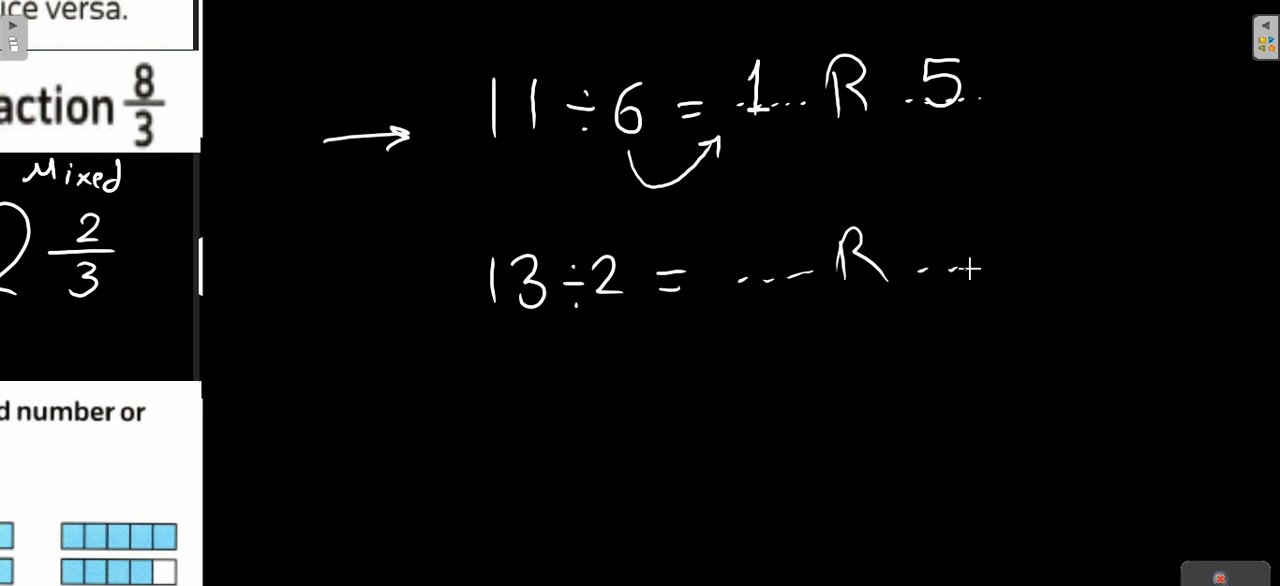 ice versa.
action 8/3
Mixed
2 2/3
d number or
11 ÷ 6 = 1 R 5
13 ÷ 2 = .... R ...